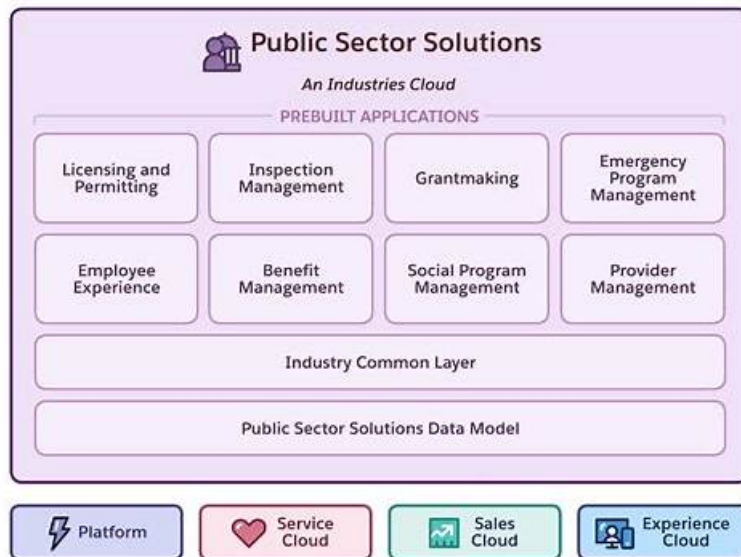 Public Sector Solutions
An Industries Cloud
PREBUILT APPLICATIONS
Licensing and
Permitting
Inspection
Management
Grantmaking
Emergency
Program
Management
Employee
Experience
Benefit
Management
Social Program
Management
Provider
Management
Industry Common Layer
Public Sector Solutions Data Model
Platform
Service
Cloud
Sales
Cloud
Experience
Cloud